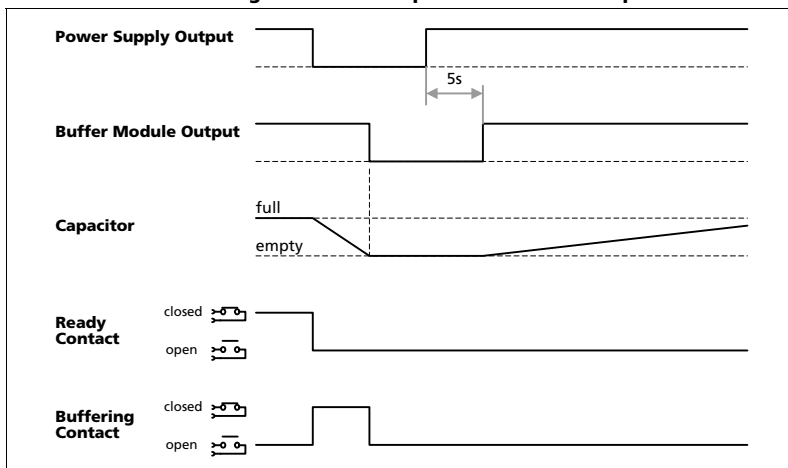 Power Supply Output
5s
Buffer Module Output
full
Capacitor
empty
closed
Ready
Contact
open
closed
Buffering
Contact
open